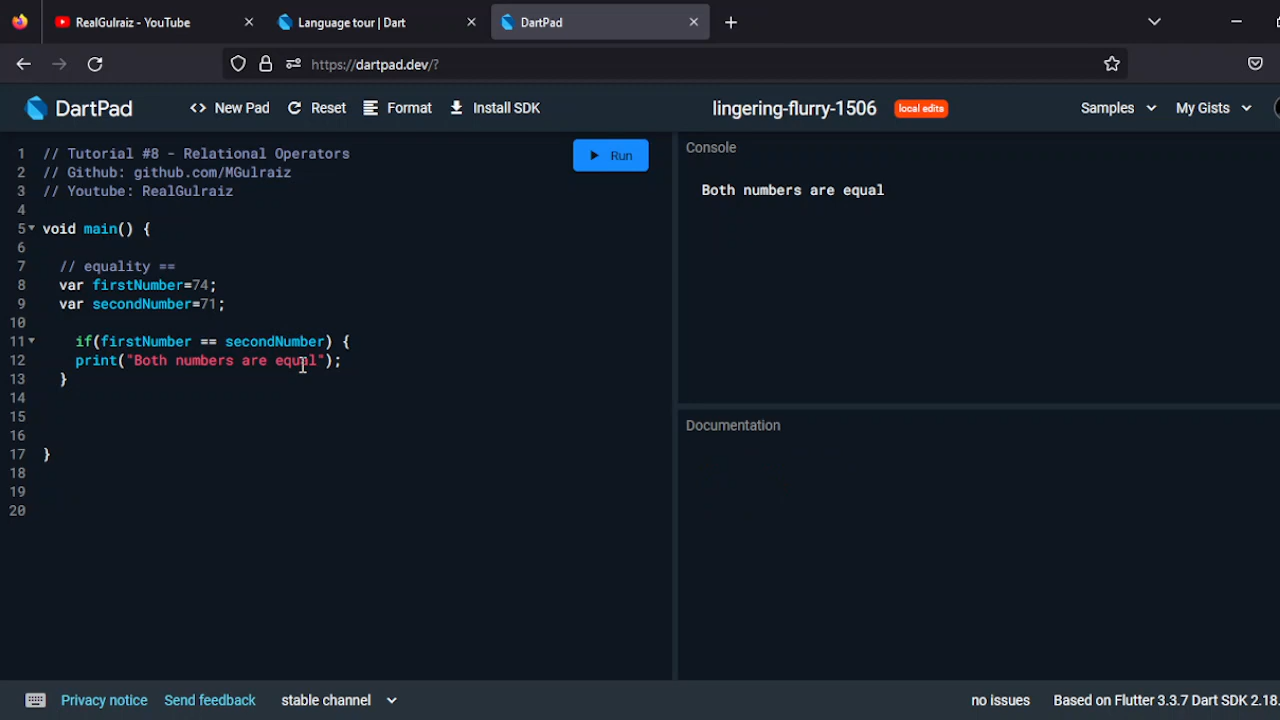 RealGulraiz - YouTube
Language tour | Dart
DartPad
https://dartpad.dev/?
DartPad
New Pad
Reset
Format
Install SDK
lingering-flurry-1506
local edits
Samples
My Gists
1 // Tutorial #8 - Relational Operators
2 // Github: github.com/MGulraiz
3 // Youtube: RealGulraiz
4
5 void main() {
6
7 // equality ==
8 var firstNumber=74;
9 var secondNumber=71;
10
11 if(firstNumber == secondNumber) {
12 print("Both numbers are equal");
13 }
14
15
16
17 }
18
19
20
Run
Console
Both numbers are equal
Documentation
Privacy notice
Send feedback
stable channel
no issues
Based on Flutter 3.3.7 Dart SDK 2.18.